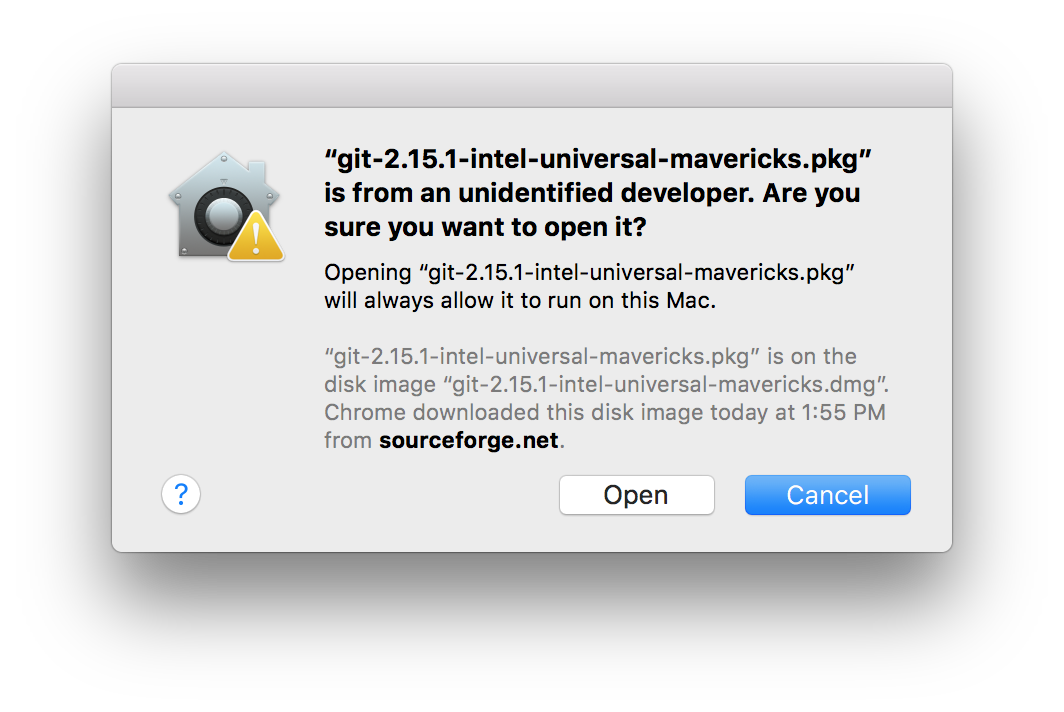 “git-2.15.1-intel-universal-mavericks.pkg”
is from an unidentified developer. Are you
sure you want to open it?
Opening “git-2.15.1-intel-universal-mavericks.pkg”
will always allow it to run on this Mac.
“git-2.15.1-intel-universal-mavericks.pkg” is on the
disk image “git-2.15.1-intel-universal-mavericks.dmg”.
Chrome downloaded this disk image today at 1:55 PM
from sourceforge.net.
? Open Cancel